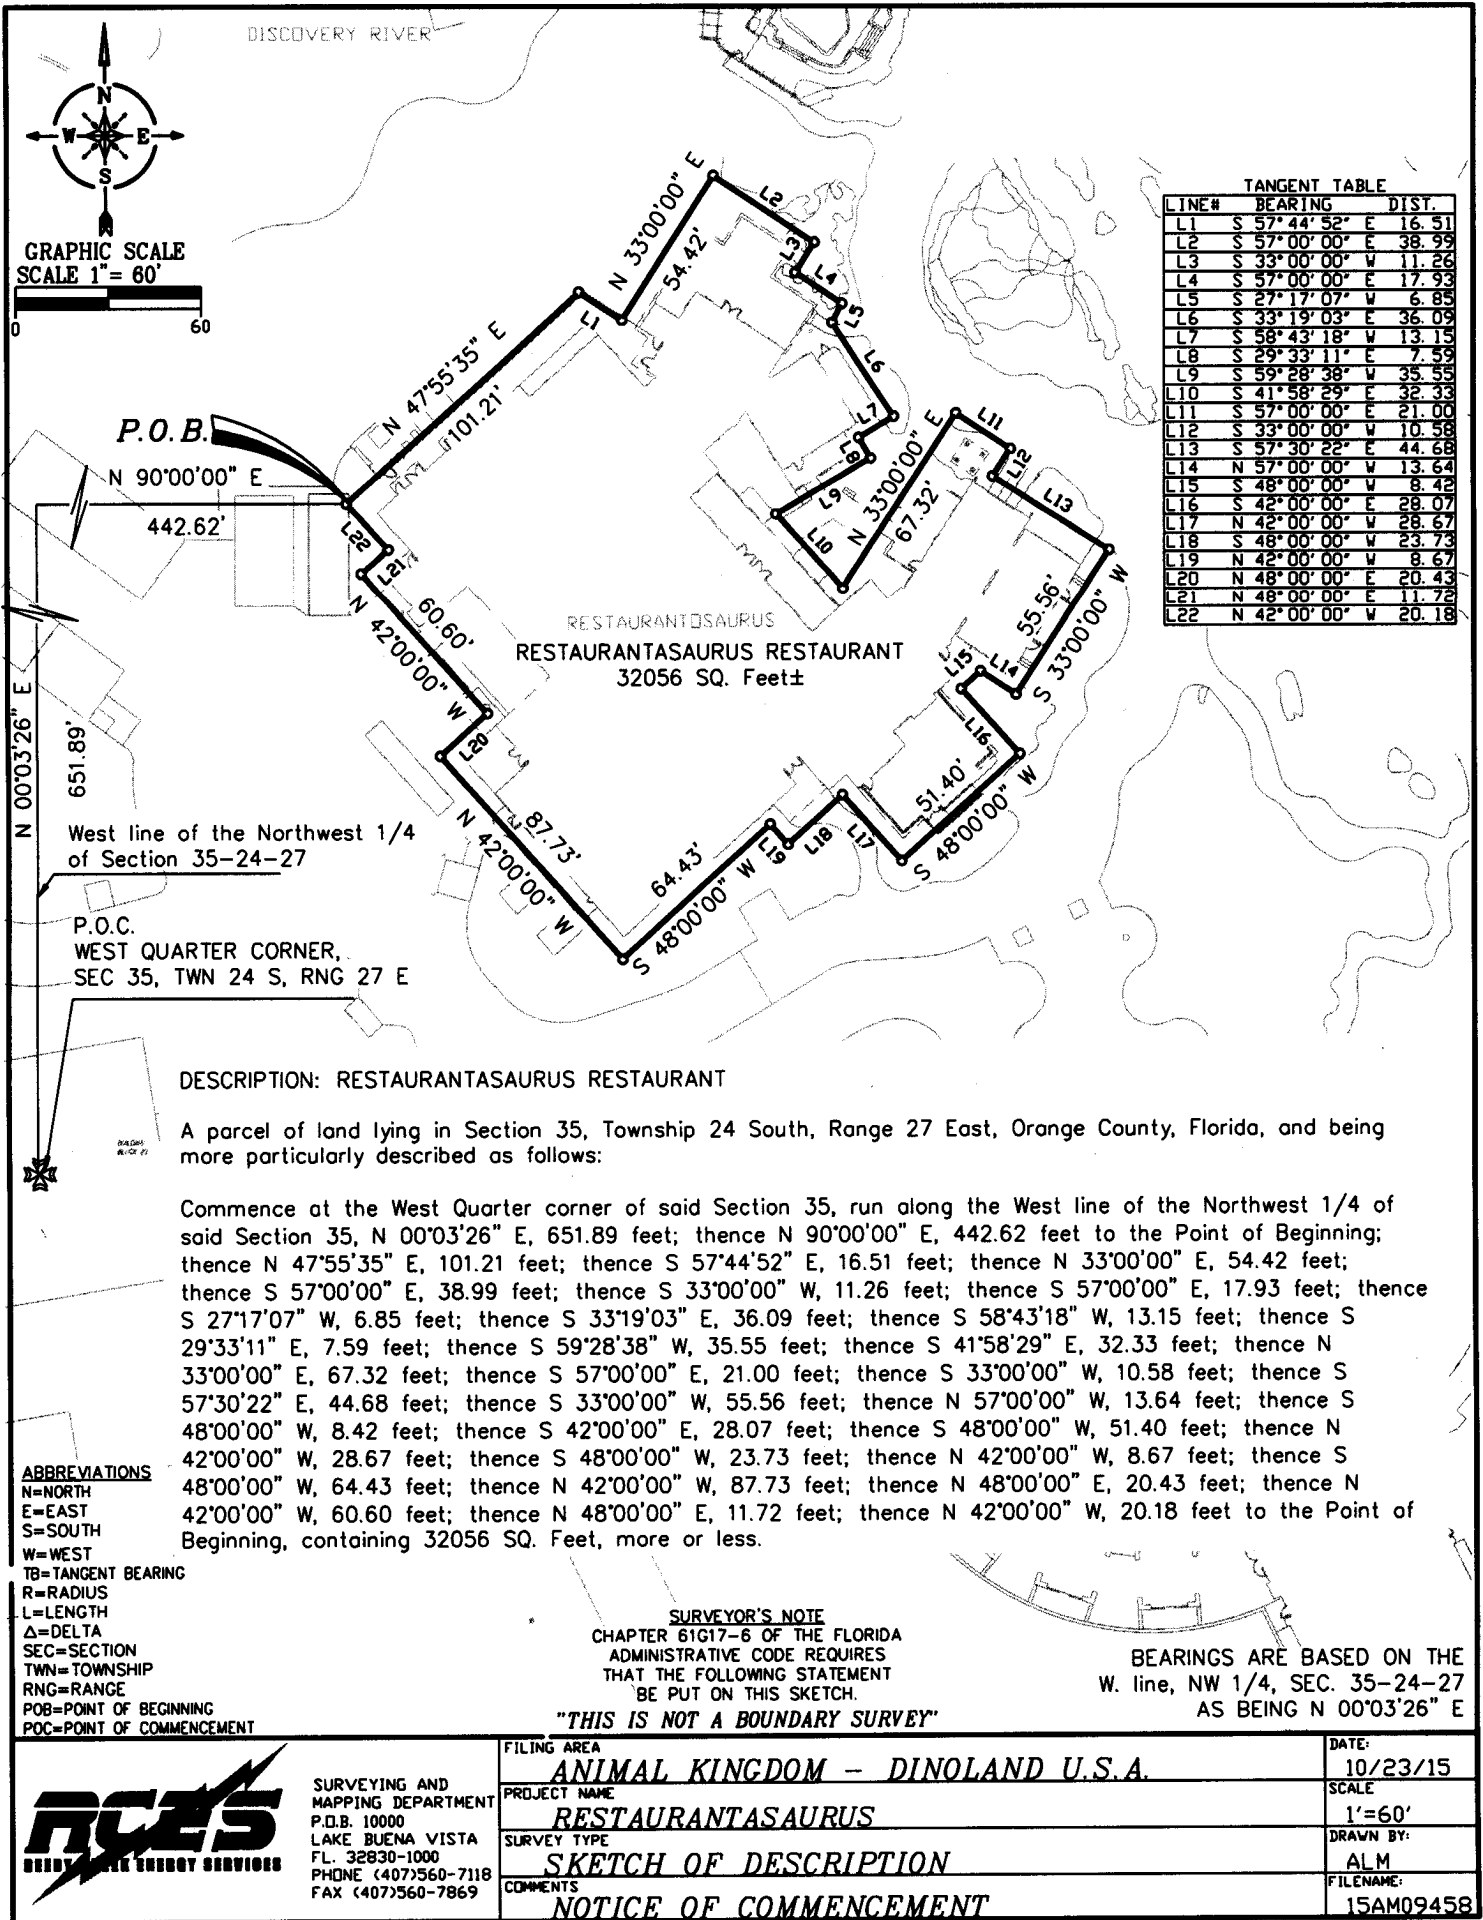 DISCOVERY RIVER
N
W
E
S
GRAPHIC SCALE
SCALE 1"= 60'
0 60
TANGENT TABLE
LINE# BEARING DIST.
L1 S 57°44'52" E 16.51
L2 S 57°00'00" E 38.99
L3 S 33°00'00" W 11.26
L4 S 57°00'00" E 17.93
L5 S 27°17'07" W 6.85
L6 S 33°19'03" E 36.09
L7 S 58°43'18" W 13.15
L8 S 29°33'11" E 7.59
L9 S 59°28'38" W 35.55
L10 S 41°58'29" E 32.33
L11 S 57°00'00" E 21.00
L12 S 33°00'00" W 10.58
L13 S 57°30'22" E 44.68
L14 N 57°00'00" W 13.64
L15 S 48°00'00" W 8.42
L16 S 42°00'00" E 28.07
L17 N 42°00'00" W 28.67
L18 S 48°00'00" W 23.73
L19 N 42°00'00" W 8.67
L20 N 48°00'00" E 20.43
L21 N 48°00'00" E 11.72
L22 N 42°00'00" W 20.18
P.O.B.
N 90°00'00" E
442.62'
N 47°55'35" E
101.21'
L1
N 33°00'00" E
54.42'
L2
L3
L4
L5
L6
L7
L8
L9
L10
N 33°00'00" E
67.32'
L11
L12
L13
55.56'
S 33°00'00" W
L14
L15
L16
51.40'
S 48°00'00" W
L17
L18
L19
64.43'
S 48°00'00" W
87.73'
N 42°00'00" W
L20
60.60'
N 42°00'00" W
L21
L22
RESTAURANTOSAURUS
RESTAURANTASAURUS RESTAURANT
32056 SQ. Feet±
N 00°03'26" E
651.89'
West line of the Northwest 1/4
of Section 35-24-27
P.O.C.
WEST QUARTER CORNER,
SEC 35, TWN 24 S, RNG 27 E
DESCRIPTION: RESTAURANTASAURUS RESTAURANT
A parcel of land lying in Section 35, Township 24 South, Range 27 East, Orange County, Florida, and being
more particularly described as follows:
Commence at the West Quarter corner of said Section 35, run along the West line of the Northwest 1/4 of
said Section 35, N 00°03'26" E, 651.89 feet; thence N 90°00'00" E, 442.62 feet to the Point of Beginning;
thence N 47°55'35" E, 101.21 feet; thence S 57°44'52" E, 16.51 feet; thence N 33°00'00" E, 54.42 feet;
thence S 57°00'00" E, 38.99 feet; thence S 33°00'00" W, 11.26 feet; thence S 57°00'00" E, 17.93 feet; thence
S 27°17'07" W, 6.85 feet; thence S 33°19'03" E, 36.09 feet; thence S 58°43'18" W, 13.15 feet; thence S
29°33'11" E, 7.59 feet; thence S 59°28'38" W, 35.55 feet; thence S 41°58'29" E, 32.33 feet; thence N
33°00'00" E, 67.32 feet; thence S 57°00'00" E, 21.00 feet; thence S 33°00'00" W, 10.58 feet; thence S
57°30'22" E, 44.68 feet; thence S 33°00'00" W, 55.56 feet; thence N 57°00'00" W, 13.64 feet; thence S
48°00'00" W, 8.42 feet; thence S 42°00'00" E, 28.07 feet; thence S 48°00'00" W, 51.40 feet; thence N
42°00'00" W, 28.67 feet; thence S 48°00'00" W, 23.73 feet; thence N 42°00'00" W, 8.67 feet; thence S
48°00'00" W, 64.43 feet; thence N 42°00'00" W, 87.73 feet; thence N 48°00'00" E, 20.43 feet; thence N
42°00'00" W, 60.60 feet; thence N 48°00'00" E, 11.72 feet; thence N 42°00'00" W, 20.18 feet to the Point of
Beginning, containing 32056 SQ. Feet, more or less.
ABBREVIATIONS
N=NORTH
E=EAST
S=SOUTH
W=WEST
TB=TANGENT BEARING
R=RADIUS
L=LENGTH
Δ=DELTA
SEC=SECTION
TWN=TOWNSHIP
RNG=RANGE
POB=POINT OF BEGINNING
POC=POINT OF COMMENCEMENT
SURVEYOR'S NOTE
CHAPTER 61G17-6 OF THE FLORIDA
ADMINISTRATIVE CODE REQUIRES
THAT THE FOLLOWING STATEMENT
BE PUT ON THIS SKETCH.
"THIS IS NOT A BOUNDARY SURVEY"
BEARINGS ARE BASED ON THE
W. line, NW 1/4, SEC. 35-24-27
AS BEING N 00°03'26" E
RCES
ENERGY SERVICES
SURVEYING AND
MAPPING DEPARTMENT
P.O.B. 10000
LAKE BUENA VISTA
FL. 32830-1000
PHONE (407)560-7118
FAX (407)560-7869
FILING AREA
ANIMAL KINGDOM - DINOLAND U.S.A.
PROJECT NAME
RESTAURANTASAURUS
SURVEY TYPE
SKETCH OF DESCRIPTION
COMMENTS
NOTICE OF COMMENCEMENT
DATE:
10/23/15
SCALE
1'=60'
DRAWN BY:
ALM
FILENAME:
15AM09458